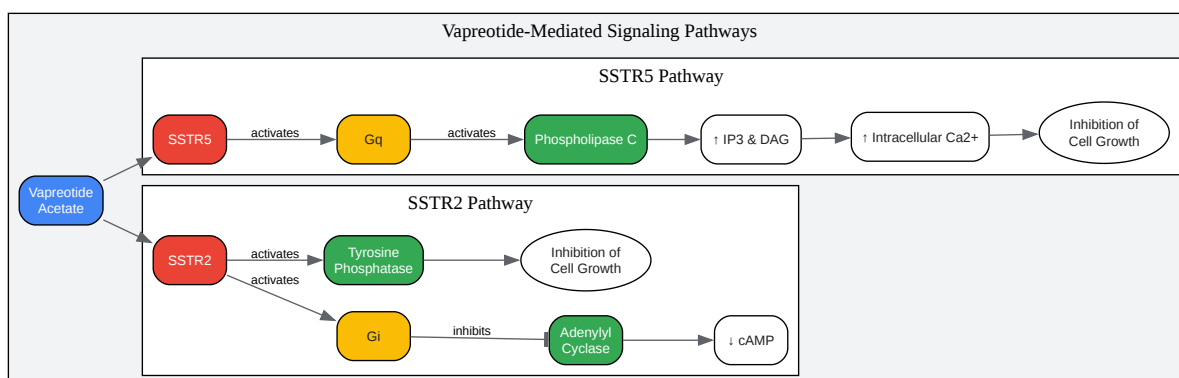 Vapreotide-Mediated Signaling Pathways
SSTR5 Pathway
SSTR5
activates
Gq
activates
Phospholipase C
↑ IP3 & DAG
↑ Intracellular Ca2+
Inhibition of
Cell Growth
Vapreotide
Acetate
SSTR2 Pathway
SSTR2
activates
Tyrosine
Phosphatase
Inhibition of
Cell Growth
activates
Gi
inhibits
Adenylyl
Cyclase
↓ cAMP